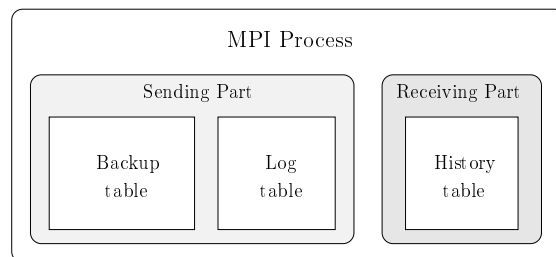 MPI Process
Sending Part
Receiving Part
Backup
table
Log
table
History
table